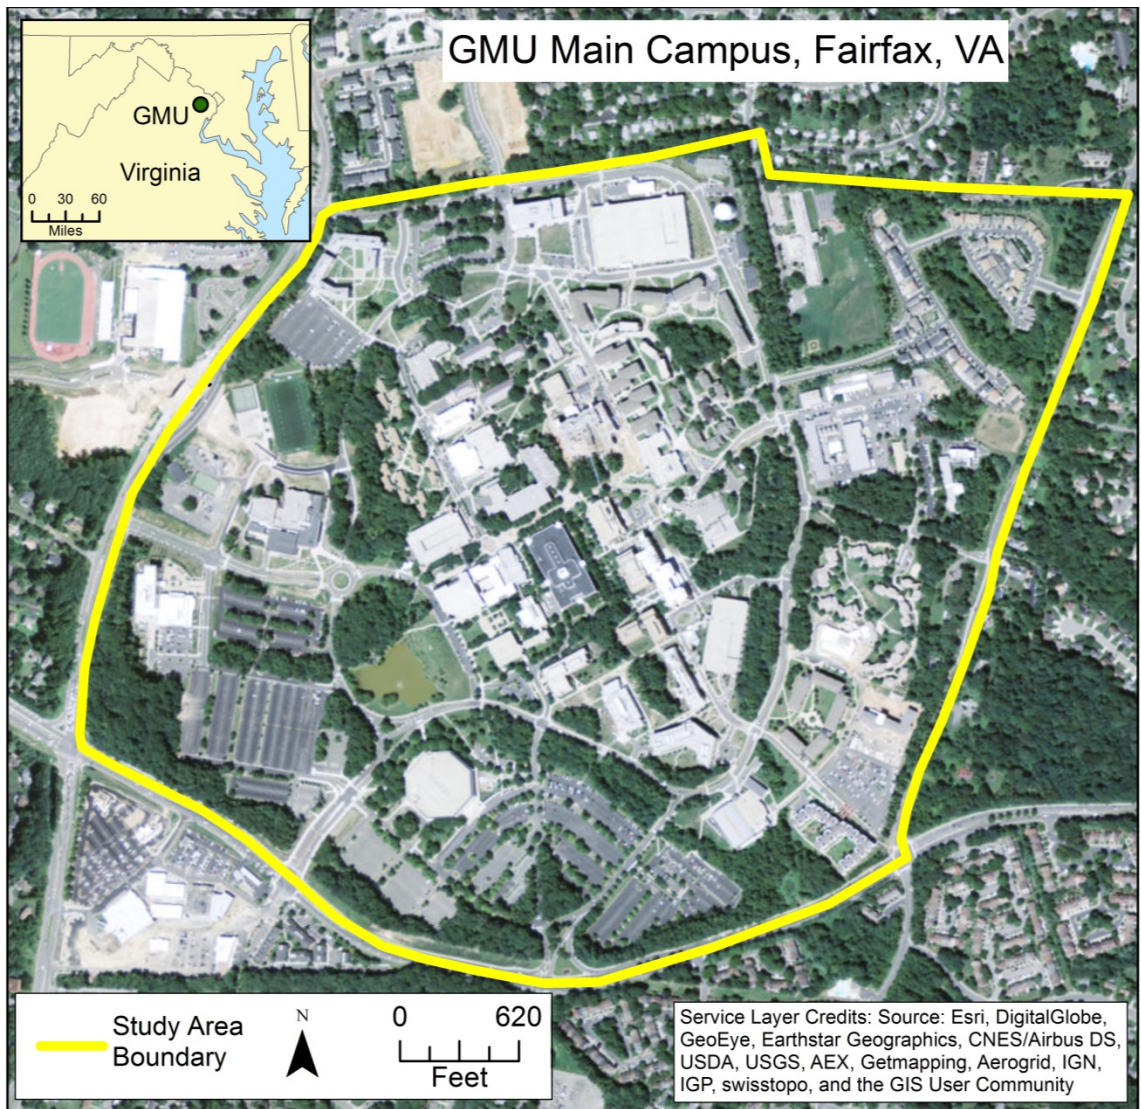 GMU Main Campus, Fairfax, VA
GMU
Virginia
0 30 60
Miles
Study Area
Boundary
N
0 620
Feet
Service Layer Credits: Source: Esri, DigitalGlobe,
GeoEye, Earthstar Geographics, CNES/Airbus DS,
USDA, USGS, AEX, Getmapping, Aerogrid, IGN,
IGP, swisstopo, and the GIS User Community